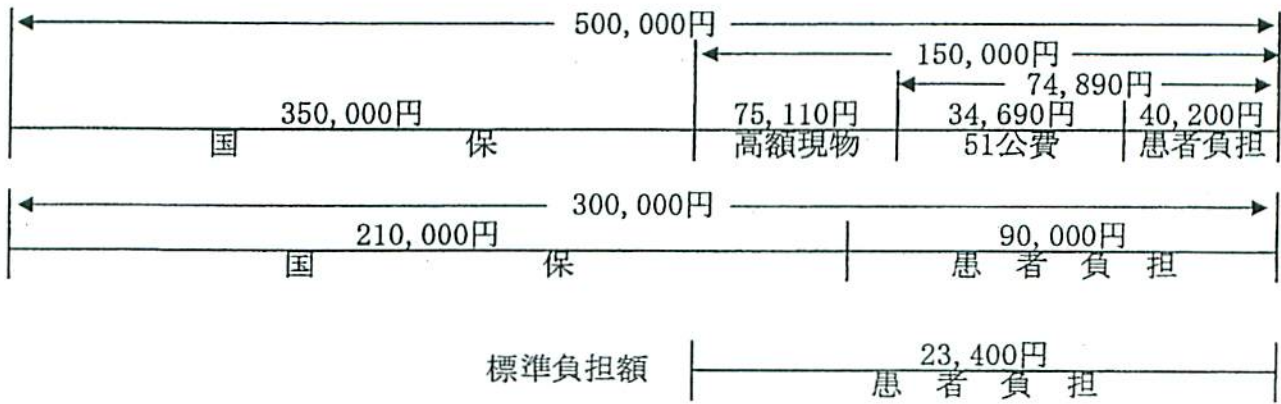 500,000円
150,000円
74,890円
350,000円 75,110円 34,690円 40,200円
国 保 高額現物 51公費 患者負担
300,000円
210,000円 90,000円
国 保 患 者 負 担
23,400円
標準負担額 患 者 負 担